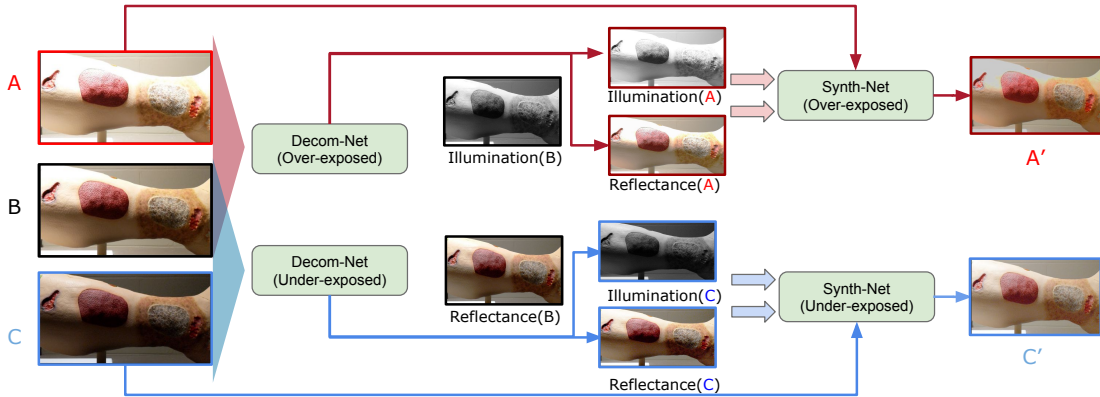 A
B
C
Decom-Net
(Over-exposed)
Decom-Net
(Under-exposed)
Illumination(B)
Reflectance(B)
Illumination(A)
Reflectance(A)
Illumination(C)
Reflectance(C)
Synth-Net
(Over-exposed)
Synth-Net
(Under-exposed)
A′
C′